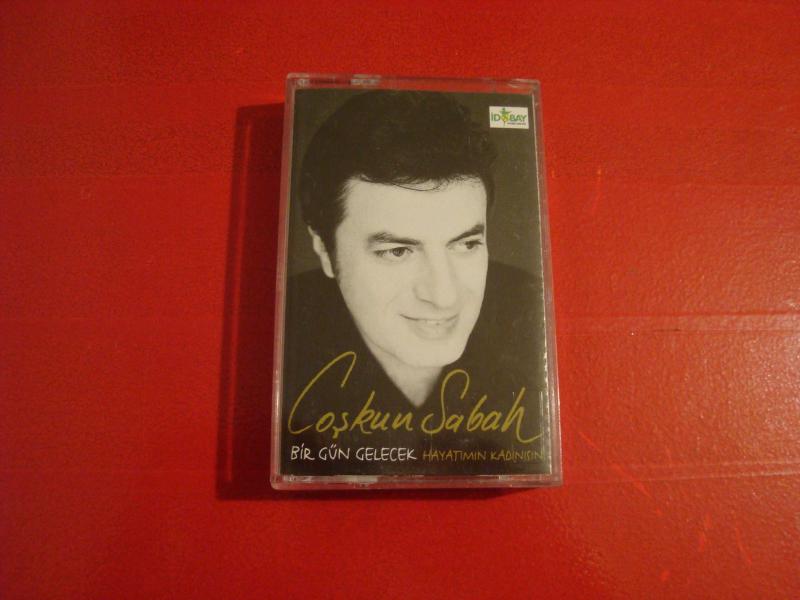 İDOBAY
Coşkun Sabah
BİR GÜN GELECEK HAYATIMIN KADINISIN